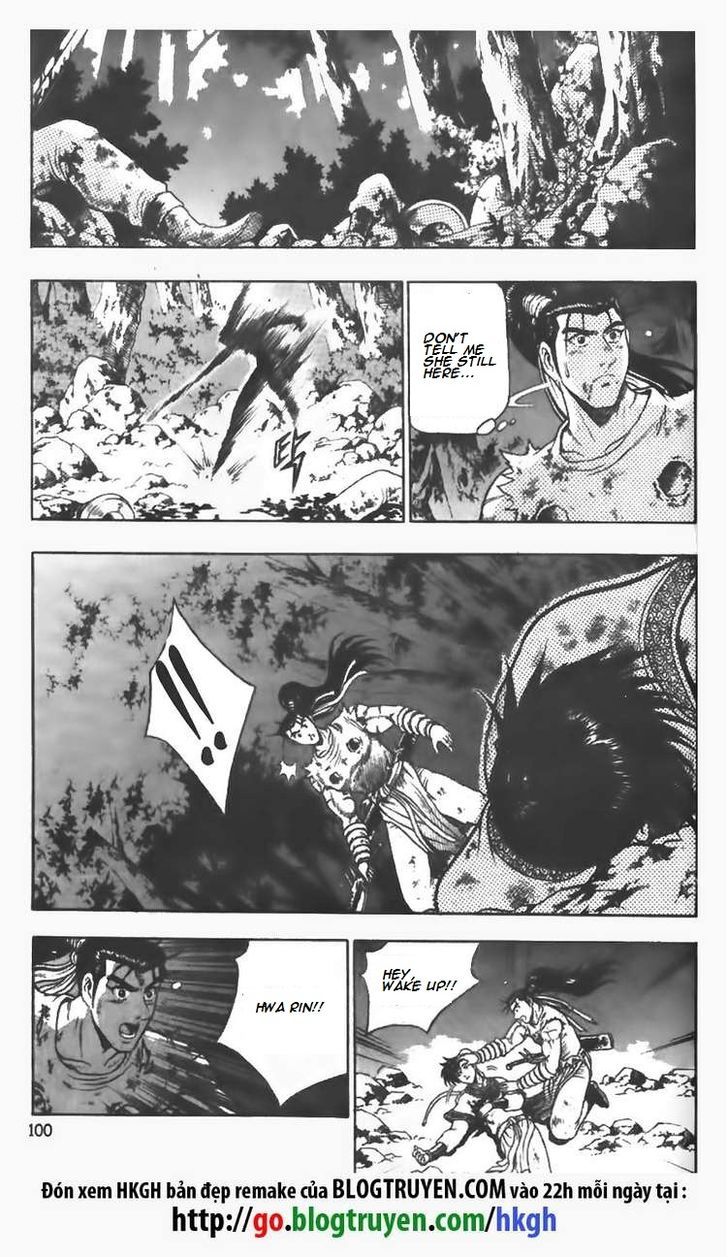 DON'T
TELL ME
SHE STILL
HERE...
!!
HWA RIN!!
HEY,
WAKE UP!!
100
Đón xem HKGH bản đẹp remake của BLOGTRUYEN.COM vào 22h mỗi ngày tại :
http://go.blogtruyen.com/hkgh